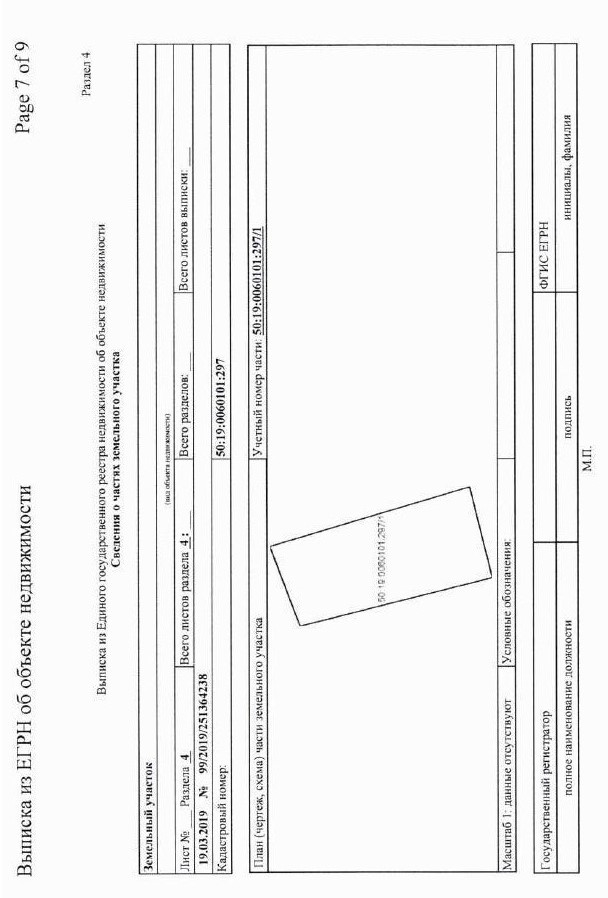 Выписка из ЕГРН об объекте недвижимости Page 7 of 9
Раздел 4
Выписка из Единого государственного реестра недвижимости об объекте недвижимости
Сведения о частях земельного участка
Земельный участок
(вид объекта недвижимости)
Лист № ___ Раздела 4 Всего листов раздела 4 : ___ Всего разделов: ___ Всего листов выписки: ___
19.03.2019 № 99/2019/251364238
Кадастровый номер: 50:19:0060101:297
План (чертеж, схема) части земельного участка Учетный номер части: 50:19:0060101:297/1
50:19:0060101:297/1
Масштаб 1: данные отсутствуют Условные обозначения:
Государственный регистратор ФГИС ЕГРН
полное наименование должности подпись инициалы, фамилия
М.П.